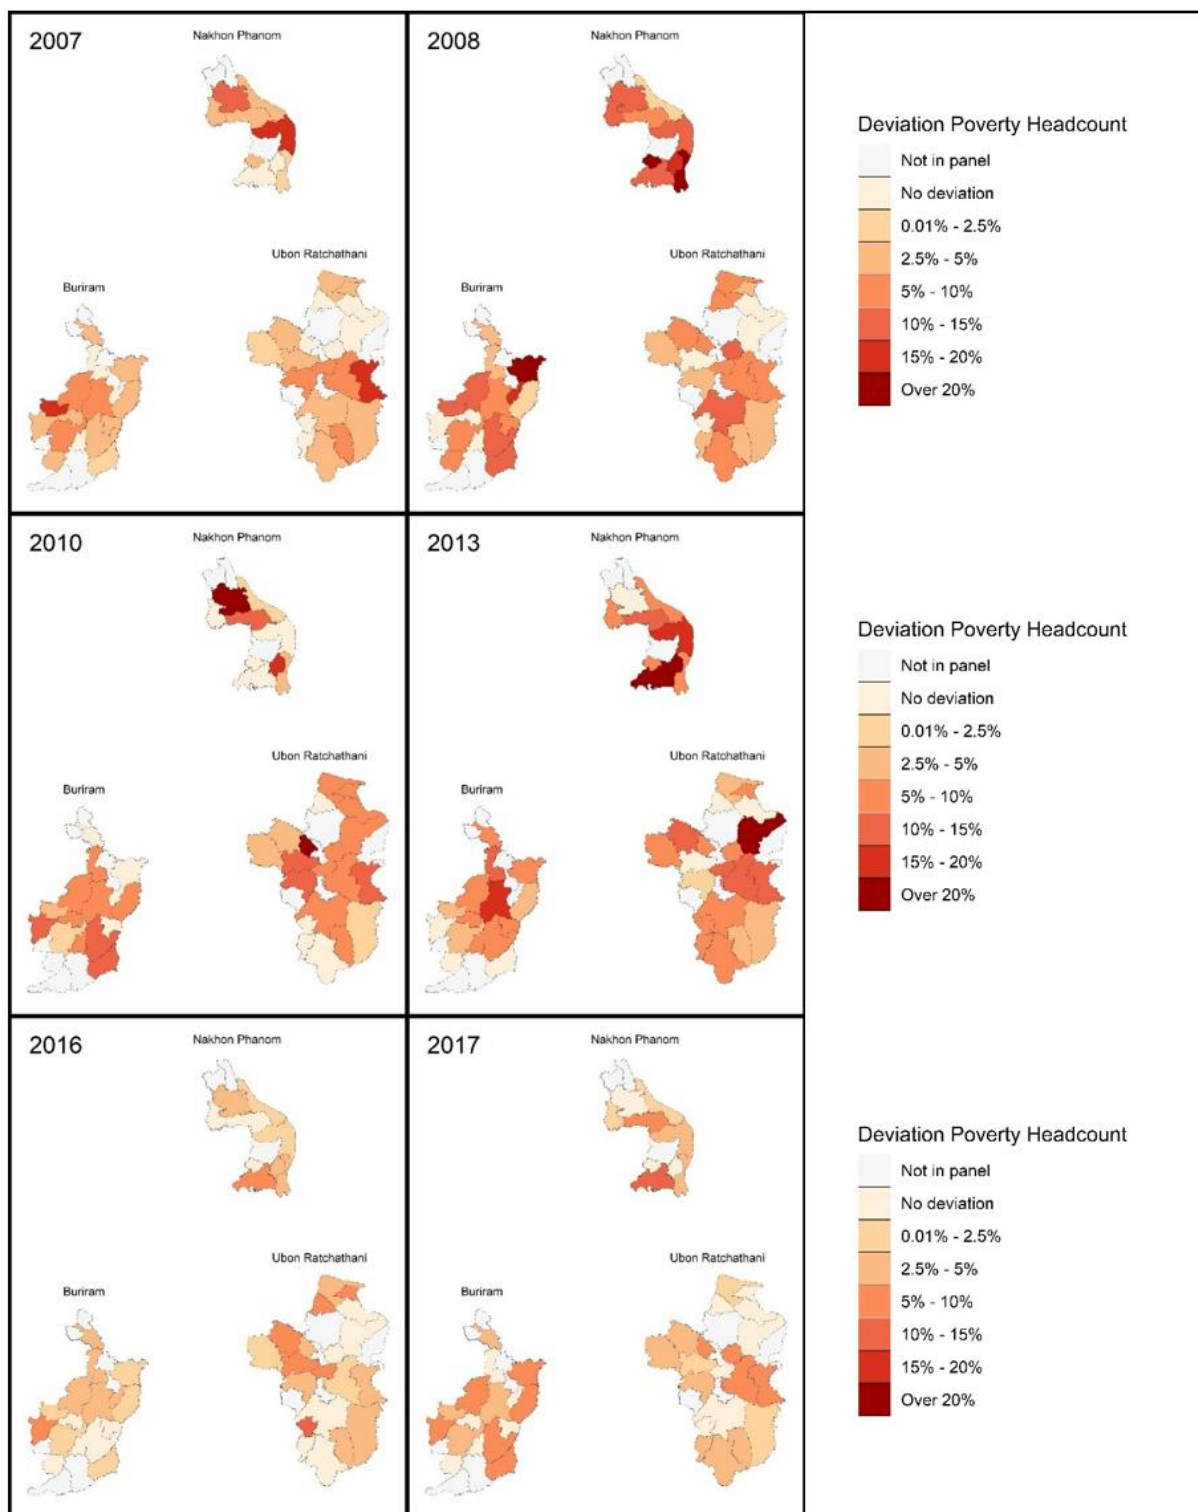 2007
Nakhon Phanom
Ubon Ratchathani
Buriram
2008
Nakhon Phanom
Ubon Ratchathani
Buriram
Deviation Poverty Headcount
Not in panel
No deviation
0.01% - 2.5%
2.5% - 5%
5% - 10%
10% - 15%
15% - 20%
Over 20%
2010
Nakhon Phanom
Ubon Ratchathani
Buriram
2013
Nakhon Phanom
Ubon Ratchathani
Buriram
Deviation Poverty Headcount
Not in panel
No deviation
0.01% - 2.5%
2.5% - 5%
5% - 10%
10% - 15%
15% - 20%
Over 20%
2016
Nakhon Phanom
Ubon Ratchathani
Buriram
2017
Nakhon Phanom
Ubon Ratchathani
Buriram
Deviation Poverty Headcount
Not in panel
No deviation
0.01% - 2.5%
2.5% - 5%
5% - 10%
10% - 15%
15% - 20%
Over 20%